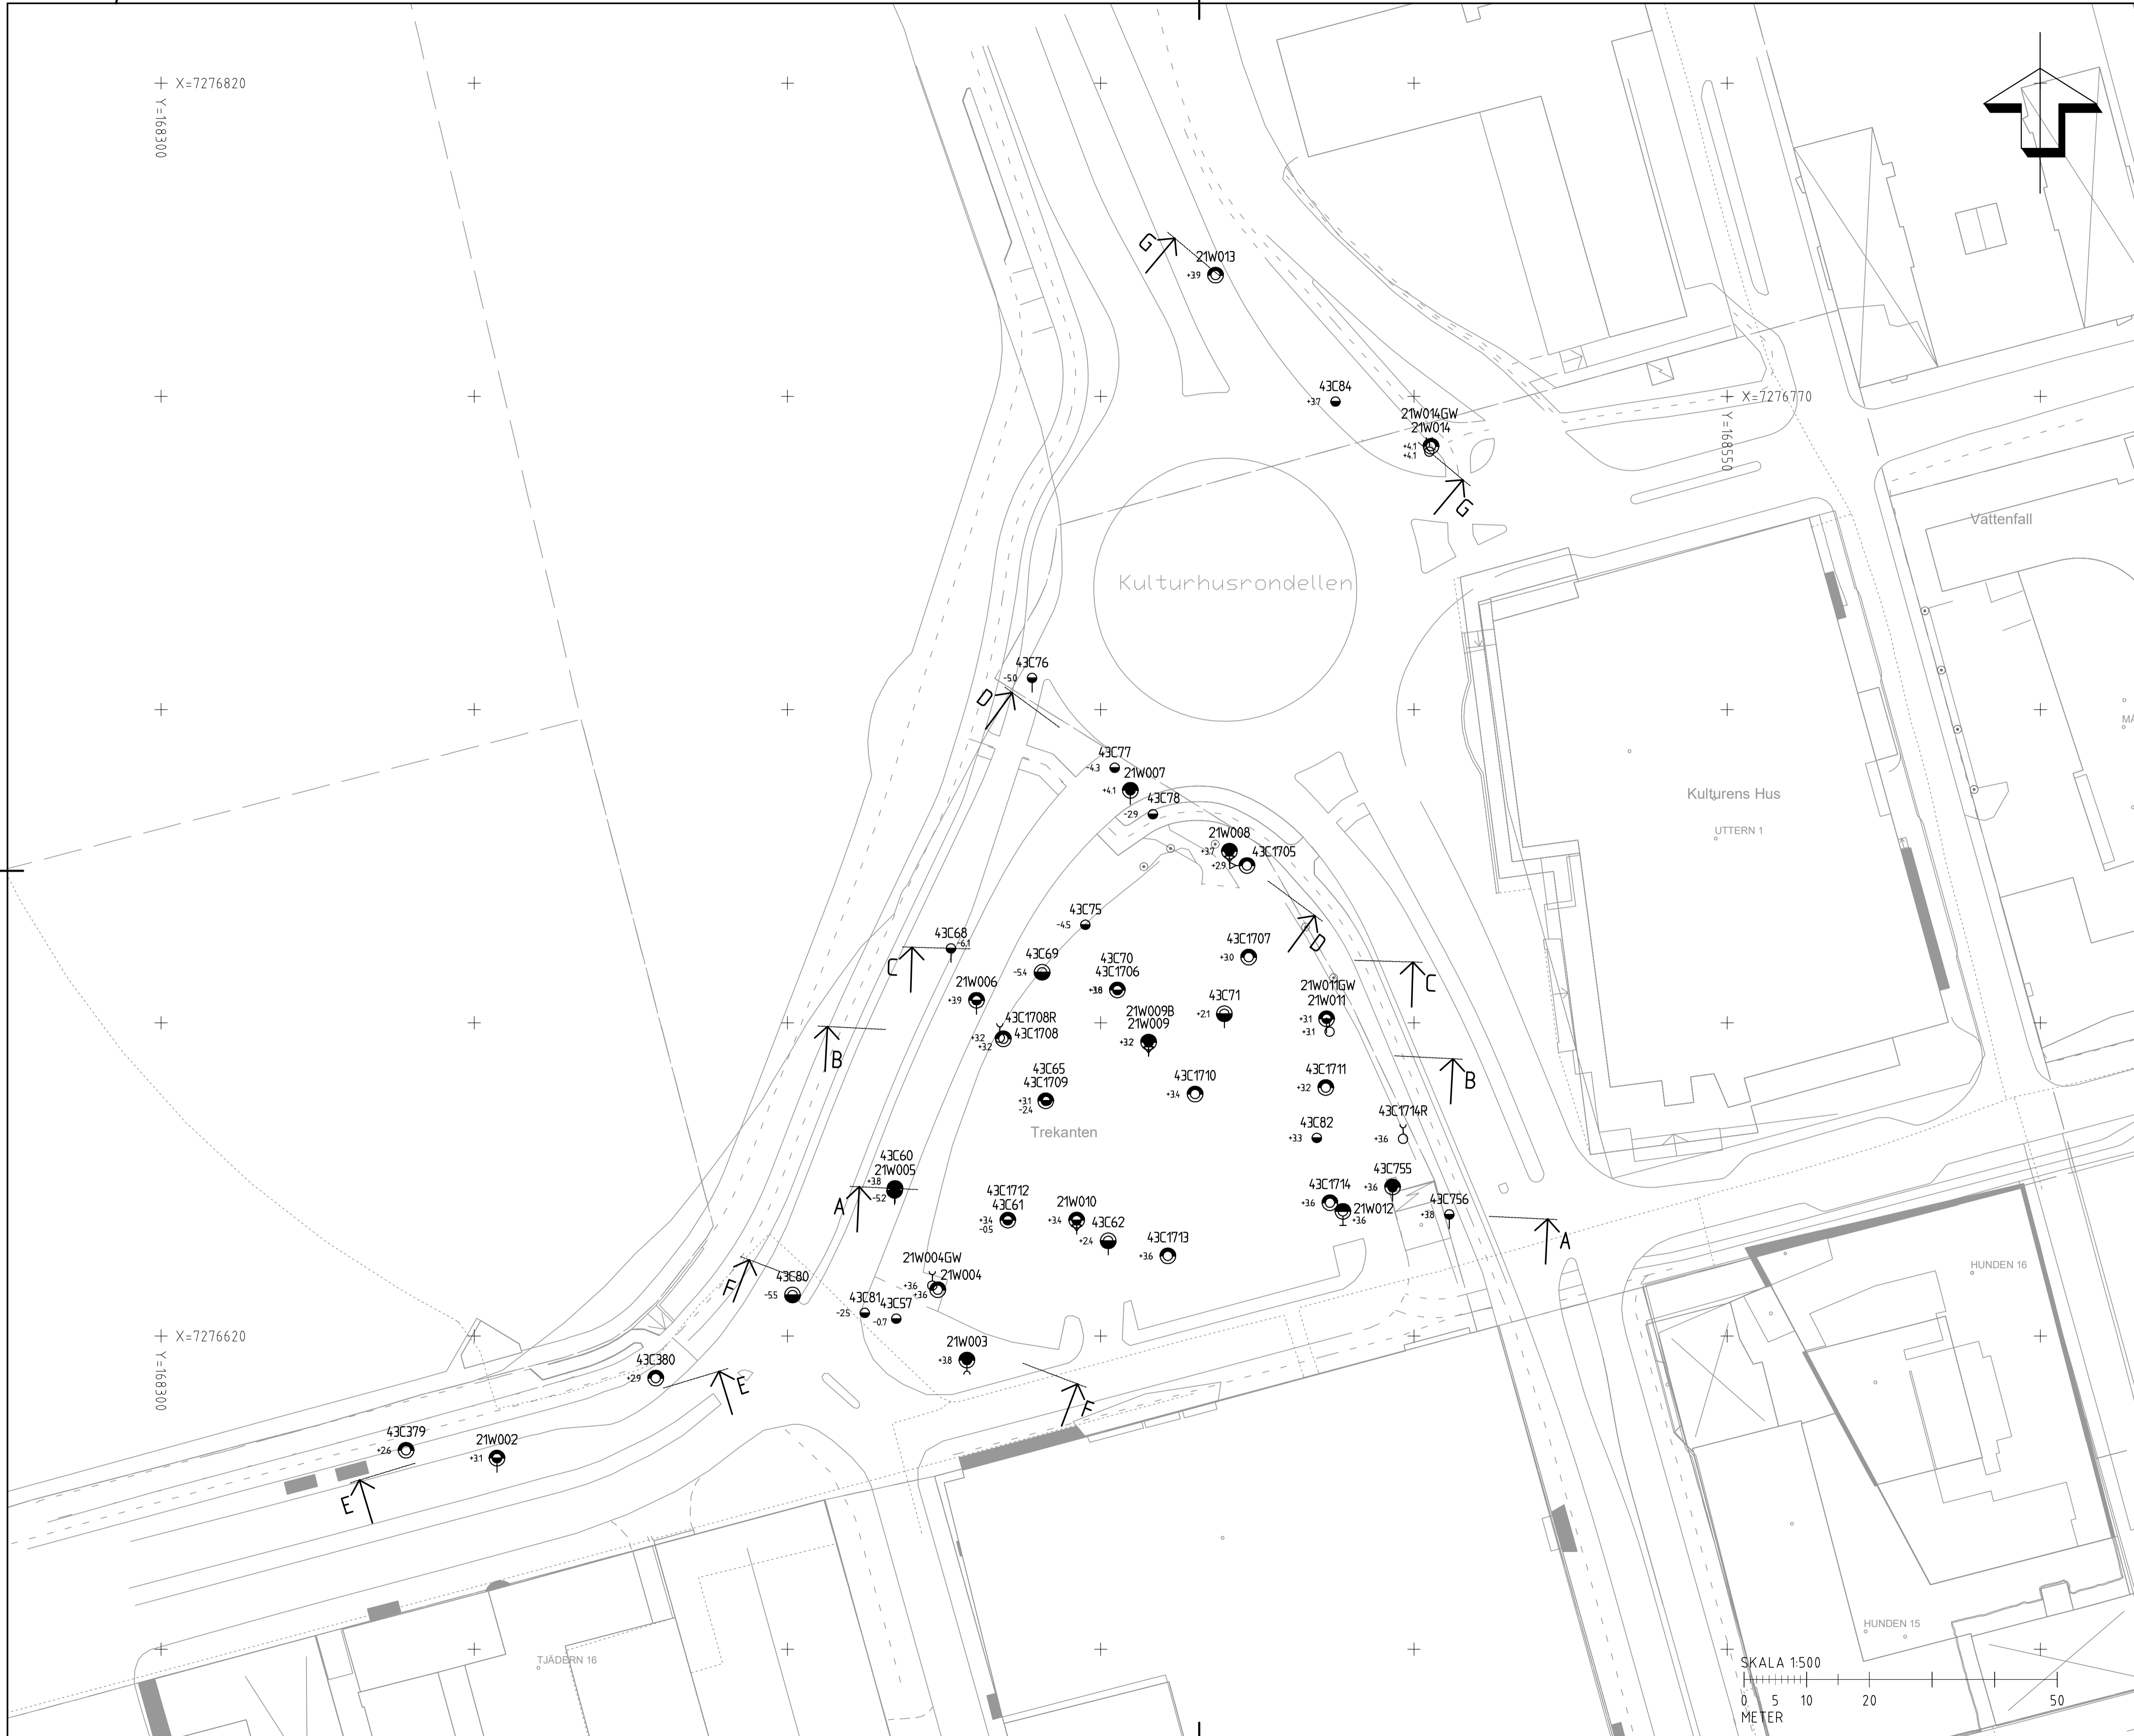 X=7276820
Y=168300
G
21W013
+3.9
43C84
+3.7
21W014GW
21W014
+4.1
+4.1
X=7276770
Y=168550
G
Vattenfall
Kulturhusrondellen
43C76
-5.0
D
43C77
-4.3
21W007
+4.1
43C78
-2.9
Kulturens Hus
UTTERN 1
21W008
+3.7
43C1705
+2.9
43C75
-4.5
43C68
-6.1
C
43C69
-5.4
43C70
43C1706
43C1707
+3.0
D
C
21W006
+3.9
43C71
+2.1
21W011GW
21W011
+3.1
+3.1
43C1708R
43C1708
+3.2
+3.2
21W009B
21W009
+3.2
B
B
43C65
43C1709
+3.1
-2.4
43C1710
+3.4
43C1711
+3.2
Trekanten
43C82
+3.3
43C1714R
+3.6
43C60
21W005
+3.8
-5.2
A
43C1712
43C61
+3.4
-0.5
21W010
+3.4
43C62
+2.4
43C1713
+3.6
43C1714
+3.6
21W012
+3.6
43C755
+3.6
43C756
+3.8
A
21W004GW
21W004
+3.6
+3.6
F
43C80
-5.5
43C81
-2.5
43C57
-0.7
HUNDEN 16
X=7276620
Y=168300
21W003
+3.8
43C380
+2.9
E
F
43C379
+2.6
21W002
+3.1
E
HUNDEN 15
TJÄDERN 16
SKALA 1:500
0 5 10 20 50
METER